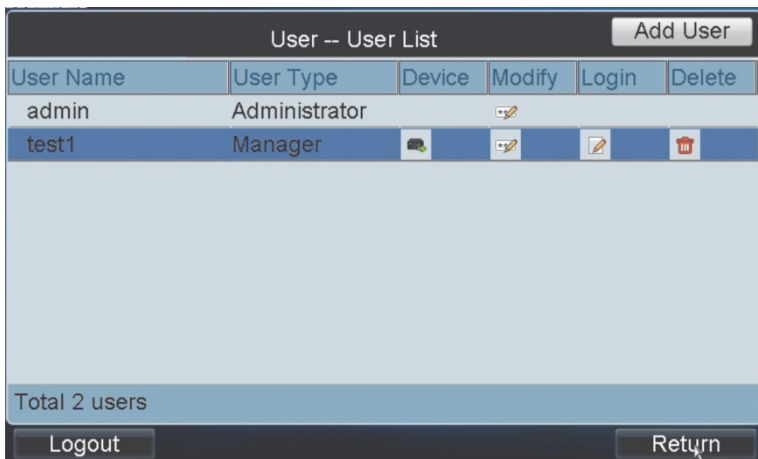 User -- User List
Add User
User Name User Type Device Modify Login Delete
admin Administrator
test1 Manager
Total 2 users
Logout Return